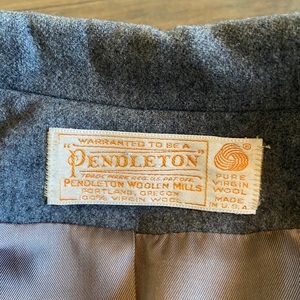 WARRANTED TO BE A
"PENDLETON"
TRADE MARK REG. U.S. PAT. OFF.
PENDLETON WOOLEN MILLS
PORTLAND, OREGON
100% VIRGIN WOOL
®
PURE
VIRGIN
WOOL
MADE
IN U.S.A.